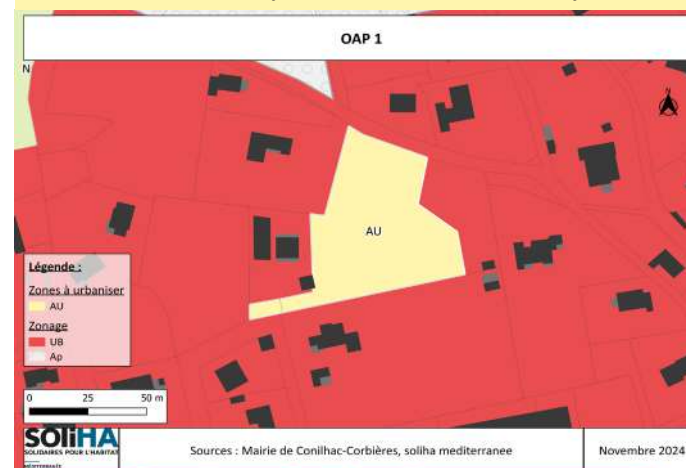 OAP 1
N
N
AU
Légende :
Zones à urbaniser
AU
Zonage
UB
Ap
0 25 50 m
SOliHA
SOLIDAIRES POUR L'HABITAT
MÉDITERRANÉE
Sources : Mairie de Conilhac-Corbières, soliha mediterranee
Novembre 2024